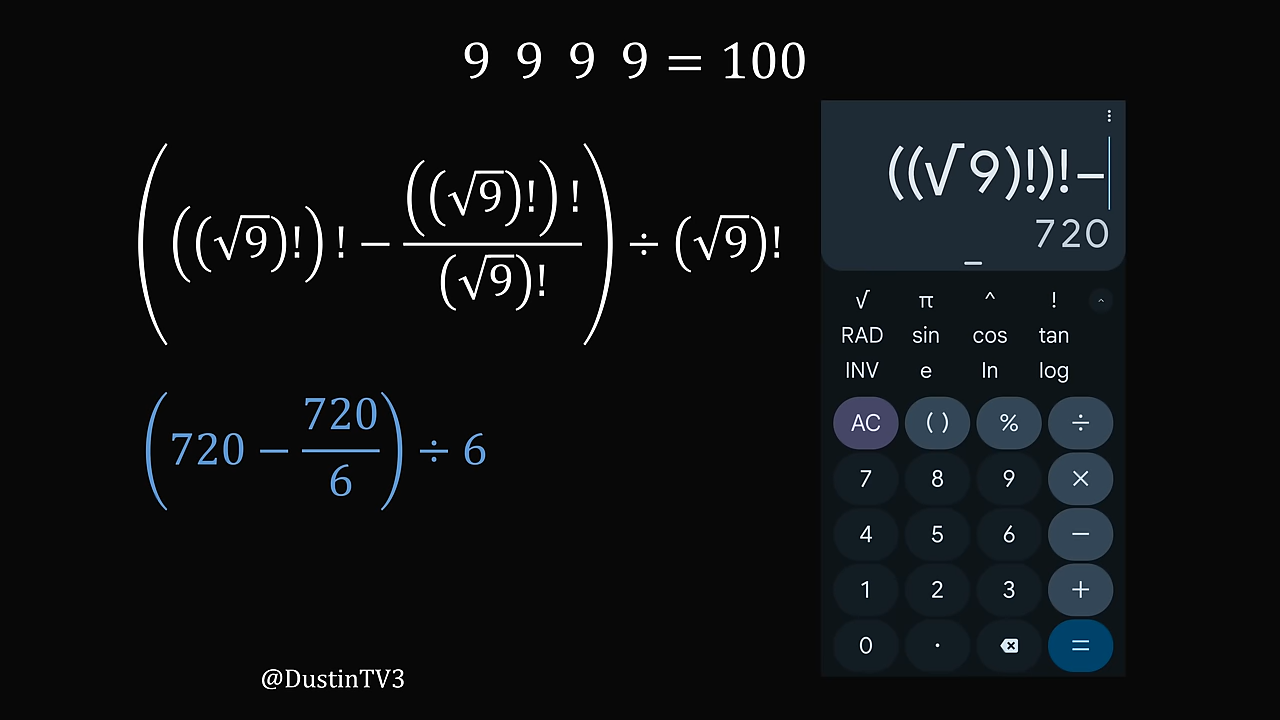 9 9 9 9 = 100
(((√9)!)! − ((√9)!)! / (√9)!) ÷ (√9)!
(720 − 720 / 6) ÷ 6
@DustinTV3
((√9)!)!−
720
√ π ^ !
RAD sin cos tan
INV e ln log
AC ( ) % ÷
7 8 9 ×
4 5 6 −
1 2 3 +
0 . =